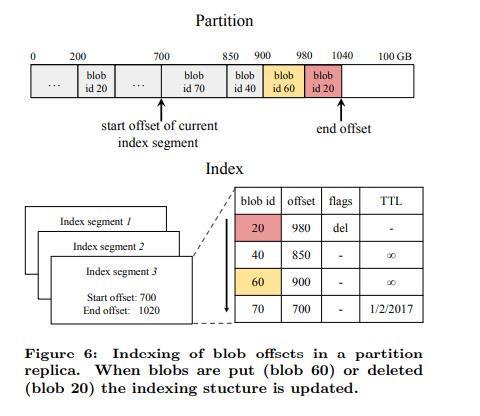 Partition
0 200 700 850 900 980 1040 100 GB
... blob id 20 ... blob id 70 blob id 40 blob id 60 blob id 20
start offset of current index segment
end offset
Index
Index segment 1
Index segment 2
Index segment 3
Start offset: 700
End offset: 1020
blob id offset flags TTL
20 980 del -
40 850 - ∞
60 900 - ∞
70 700 - 1/2/2017
Figure 6: Indexing of blob offsets in a partition
replica. When blobs are put (blob 60) or deleted
(blob 20) the indexing stucture is updated.